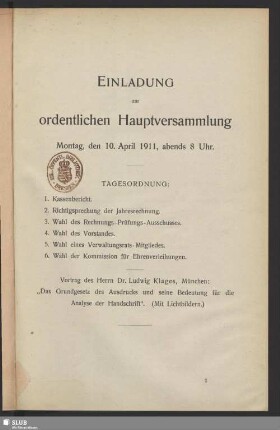 EINLADUNG
zur
ordentlichen Hauptversammlung
Montag, den 10. April 1911, abends 8 Uhr.
TAGESORDNUNG:
1. Kassenbericht.
2. Richtigsprechung der Jahresrechnung.
3. Wahl des Rechnungs-Prüfungs-Ausschusses.
4. Wahl des Vorstandes.
5. Wahl eines Verwaltungsrats-Mitgliedes.
6. Wahl der Kommission für Ehrenverleihungen.
Vortrag des Herrn Dr. Ludwig Klages, München:
„Das Grundgesetz des Ausdrucks und seine Bedeutung für die
Analyse der Handschrift“. (Mit Lichtbildern.)
SLUB